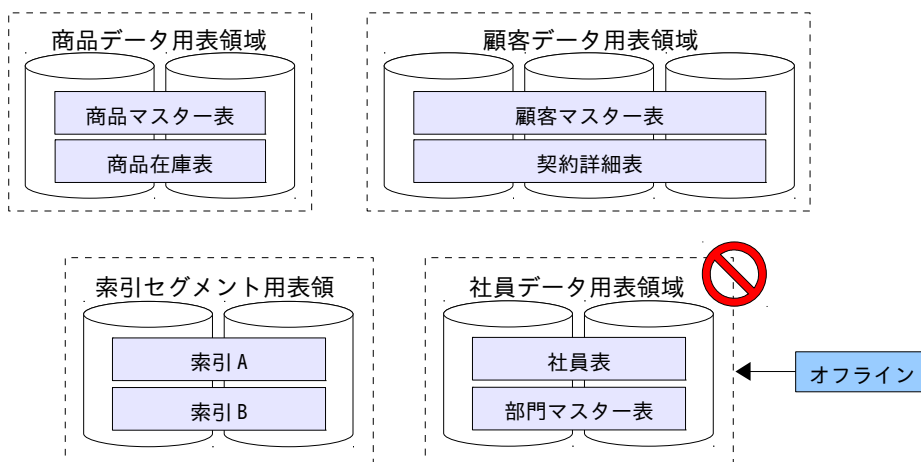 商品データ用表領域
顧客データ用表領域
商品マスター表
顧客マスター表
商品在庫表
契約詳細表
索引セグメント用表領
社員データ用表領域
索引A
社員表
オフライン
索引B
部門マスター表